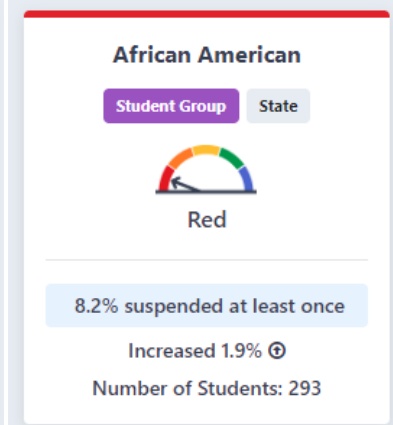 African American
Student Group State
Red
8.2% suspended at least once
Increased 1.9%
Number of Students: 293